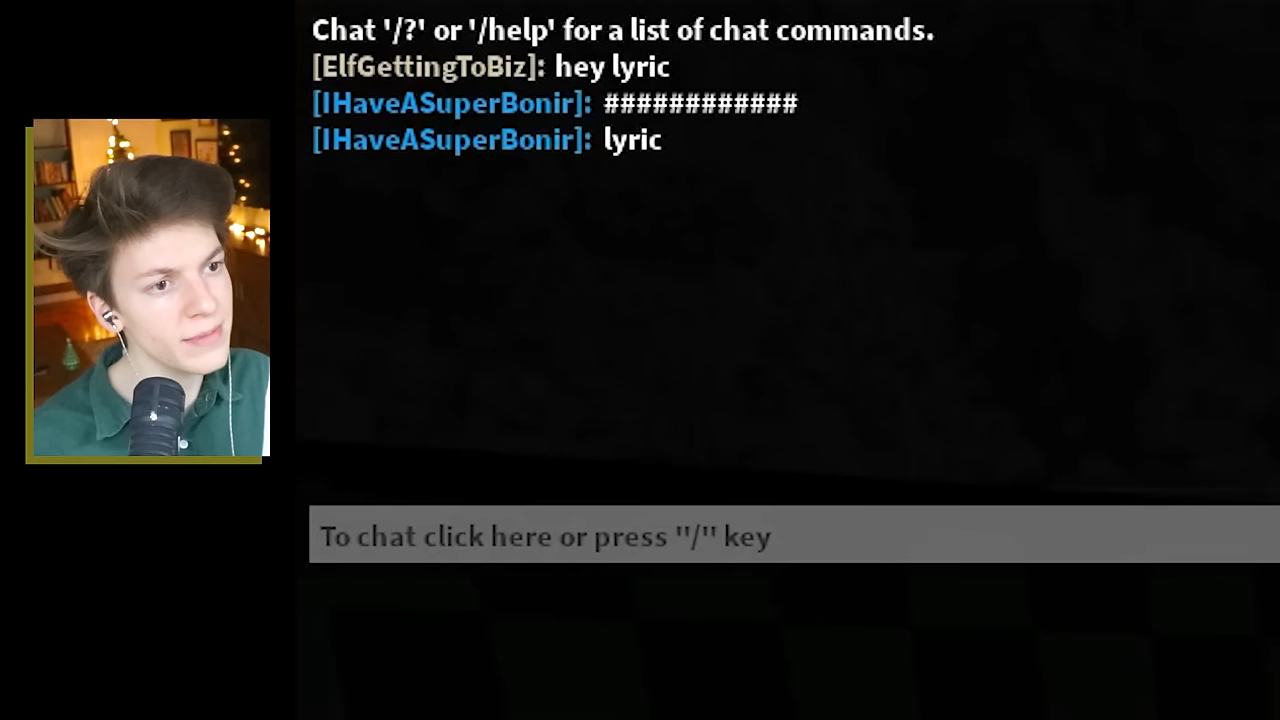 Chat '/?' or '/help' for a list of chat commands.
[ElfGettingToBiz]: hey lyric
[IHaveASuperBonir]: ############
[IHaveASuperBonir]: lyric
To chat click here or press "/" key